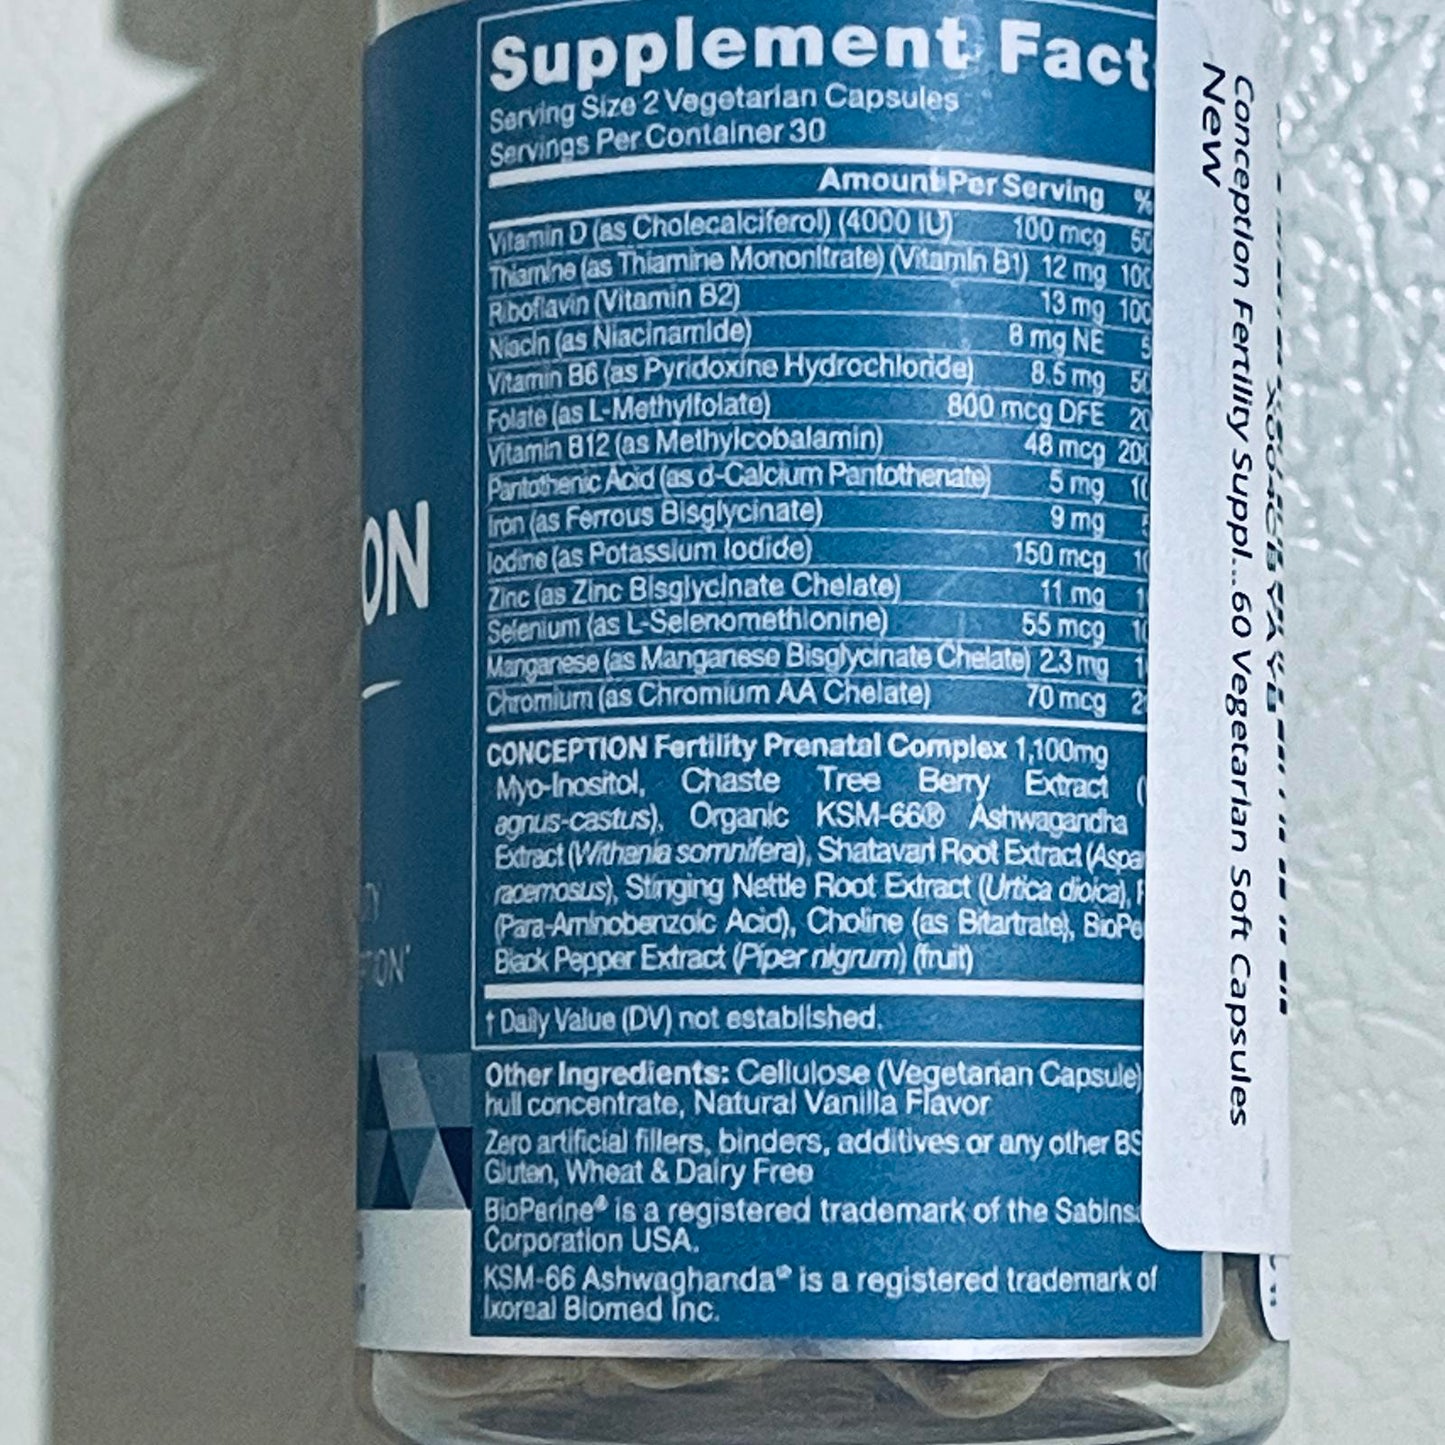 Supplement Fact
Serving Size 2 Vegetarian Capsules
Servings Per Container 30
Amount Per Serving %
Vitamin D (as Cholecalciferol) (4000 IU) 100 mcg
Thiamine (as Thiamine Mononitrate) (Vitamin B1) 12 mg
Riboflavin (Vitamin B2) 13 mg
Niacin (as Niacinamide) 8 mg NE
Vitamin B6 (as Pyridoxine Hydrochloride) 8.5 mg
Folate (as L-Methylfolate) 800 mcg DFE
Vitamin B12 (as Methylcobalamin) 48 mcg
Pantothenic Acid (as d-Calcium Pantothenate) 5 mg
Iron (as Ferrous Bisglycinate) 9 mg
Iodine (as Potassium Iodide) 150 mcg
Zinc (as Zinc Bisglycinate Chelate) 11 mg
Selenium (as L-Selenomethionine) 55 mcg
Manganese (as Manganese Bisglycinate Chelate) 2.3 mg
Chromium (as Chromium AA Chelate) 70 mcg
CONCEPTION Fertility Prenatal Complex 1,100mg
Myo-Inositol, Chaste Tree Berry Extract (
agnus-castus), Organic KSM-66® Ashwagandha
Extract (Withania somnifera), Shatavari Root Extract (Aspa
racemosus), Stinging Nettle Root Extract (Urtica dioica),
(Para-Aminobenzoic Acid), Choline (as Bitartrate), BioPe
Black Pepper Extract (Piper nigrum) (fruit)
† Daily Value (DV) not established.
Other Ingredients: Cellulose (Vegetarian Capsule)
hull concentrate, Natural Vanilla Flavor
Zero artificial fillers, binders, additives or any other BS
Gluten, Wheat & Dairy Free
BioPerine® is a registered trademark of the Sabins
Corporation USA.
KSM-66 Ashwaghanda® is a registered trademark of
Ixoreal Biomed Inc.
ON
Conception Fertility Suppl...60 Vegetarian Soft Capsules
New